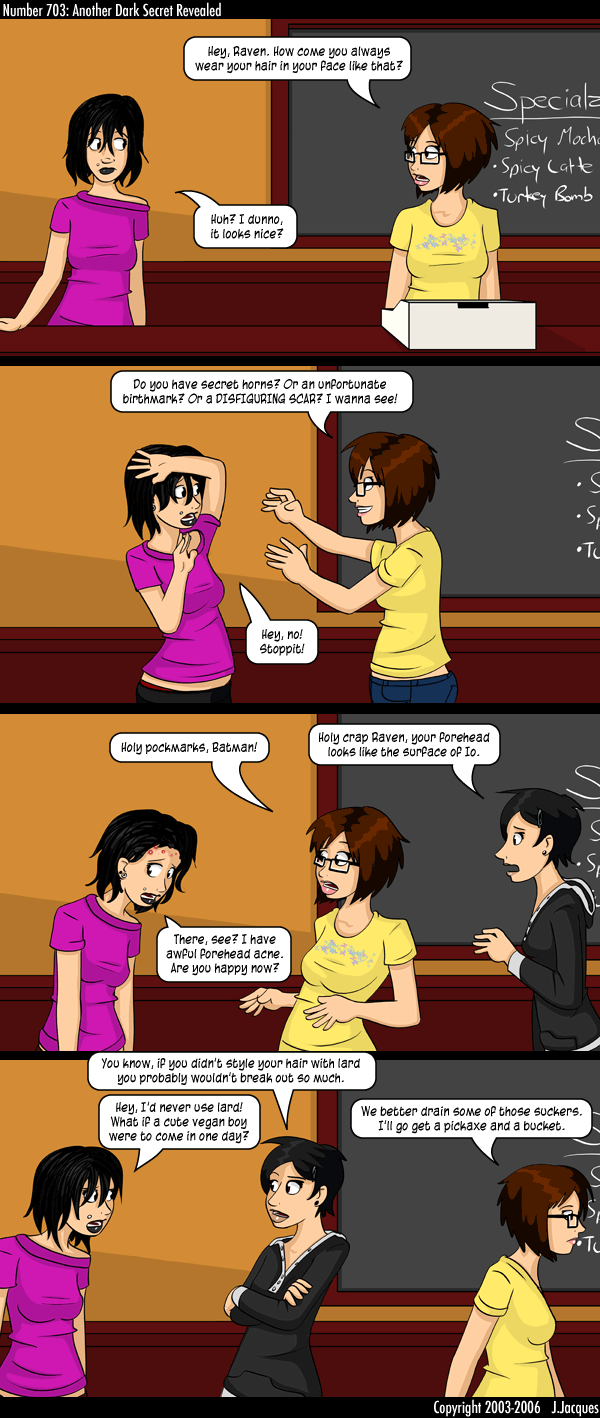 Number 703: Another Dark Secret Revealed
Hey, Raven. How come you always
wear your hair in your face like that?
Huh? I dunno,
it looks nice?
Specialz
Spicy Mocha
• Spicy Latte
• Turkey Bomb
Do you have secret horns? Or an unfortunate
birthmark? Or a DISFIGURING SCAR? I wanna see!
Hey, no!
Stoppit!
S
• S
• Sp
• Tu
Holy pockmarks, Batman!
Holy crap Raven, your forehead
looks like the surface of Io.
There, see? I have
awful forehead acne.
Are you happy now?
You know, if you didn't style your hair with lard
you probably wouldn't break out so much.
Hey, I'd never use lard!
What if a cute vegan boy
were to come in one day?
We better drain some of those suckers.
I'll go get a pickaxe and a bucket.
Copyright 2003-2006 J.Jacques